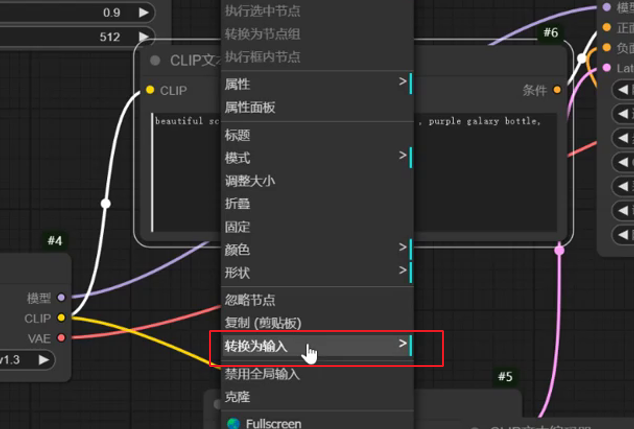 0.9
512
执行选中节点
转换为节点组
执行框内节点
#6
CLIP文本
CLIP
条件
模型
正面
负面
Lat
属性
属性面板
beautiful sc
, purple galaxy bottle,
标题
模式
调整大小
折叠
固定
颜色
形状
#4
模型
CLIP
VAE
v1.3
忽略节点
复制 (剪贴板)
转换为输入
禁用全局输入
克隆
#5
Fullscreen